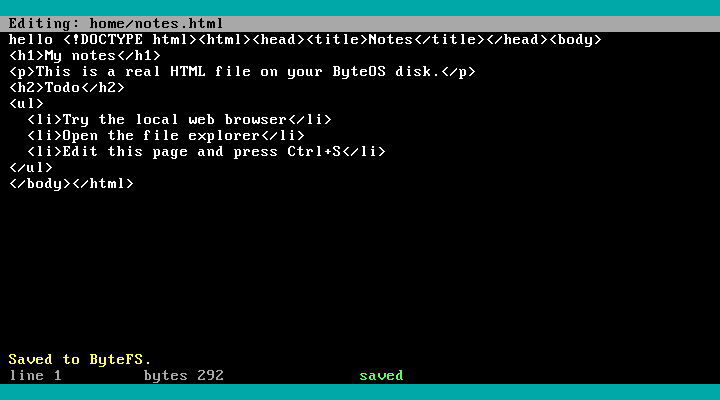 Editing: home/notes.html
hello <!DOCTYPE html><html><head><title>Notes</title></head><body>
<h1>My notes</h1>
<p>This is a real HTML file on your ByteOS disk.</p>
<h2>Todo</h2>
<ul>
  <li>Try the local web browser</li>
  <li>Open the file explorer</li>
  <li>Edit this page and press Ctrl+S</li>
</ul>
</body></html>
Saved to ByteFS.
line 1 bytes 292 saved